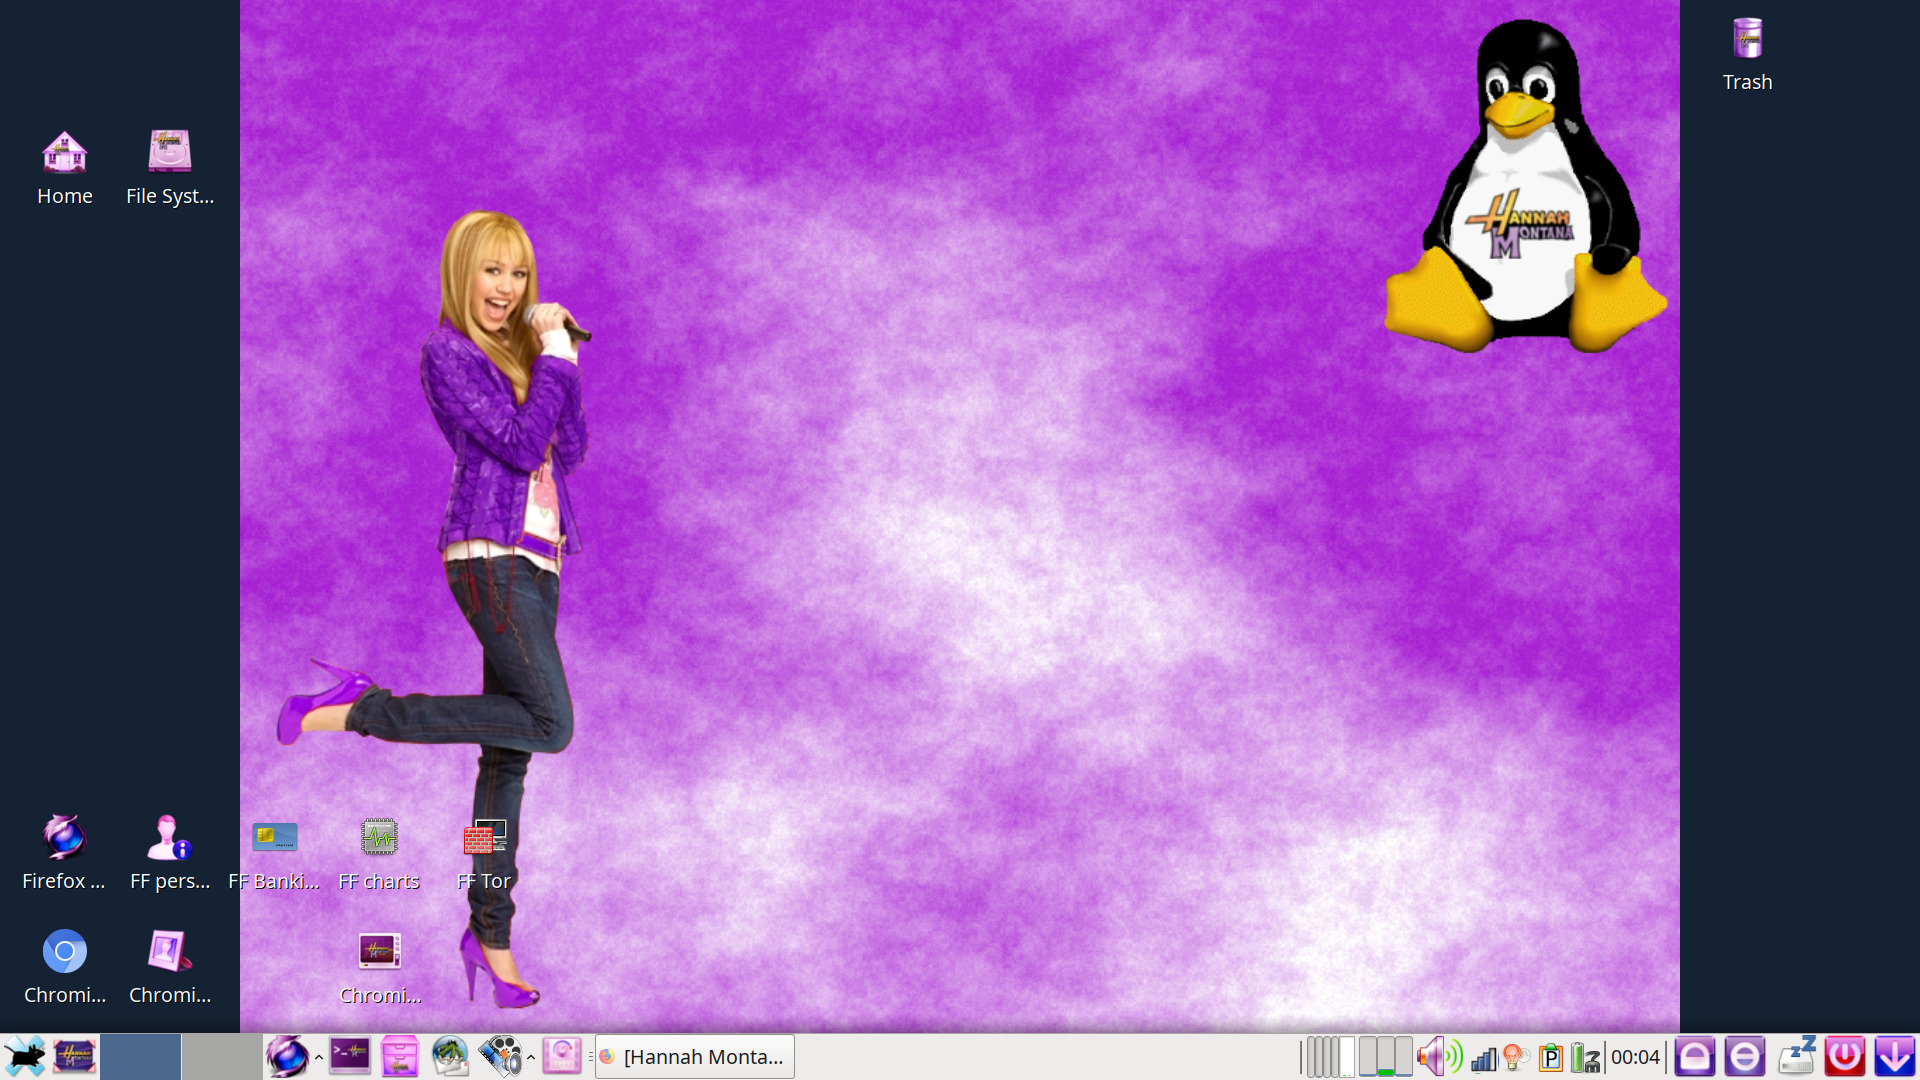 Trash
Home
File Syst...
HANNAH
MONTANA
Firefox ...
FF pers...
FF Banki...
FF charts
FF Tor
Chromi...
Chromi...
Chromi...
[Hannah Monta...
00:04